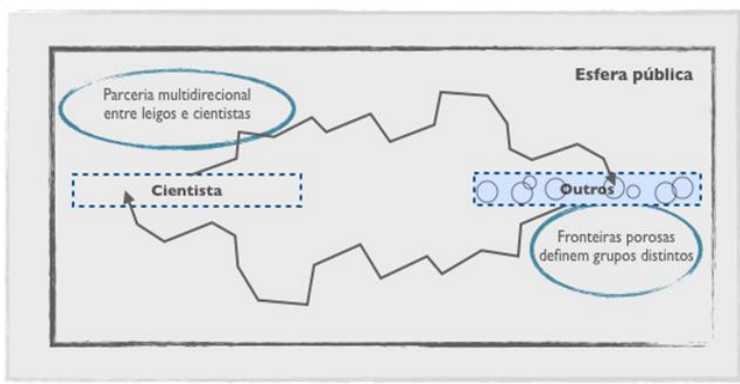 Esfera pública
Parceria multidirecional
entre leigos e cientistas
Cientista
Outros
Fronteiras porosas
definem grupos distintos